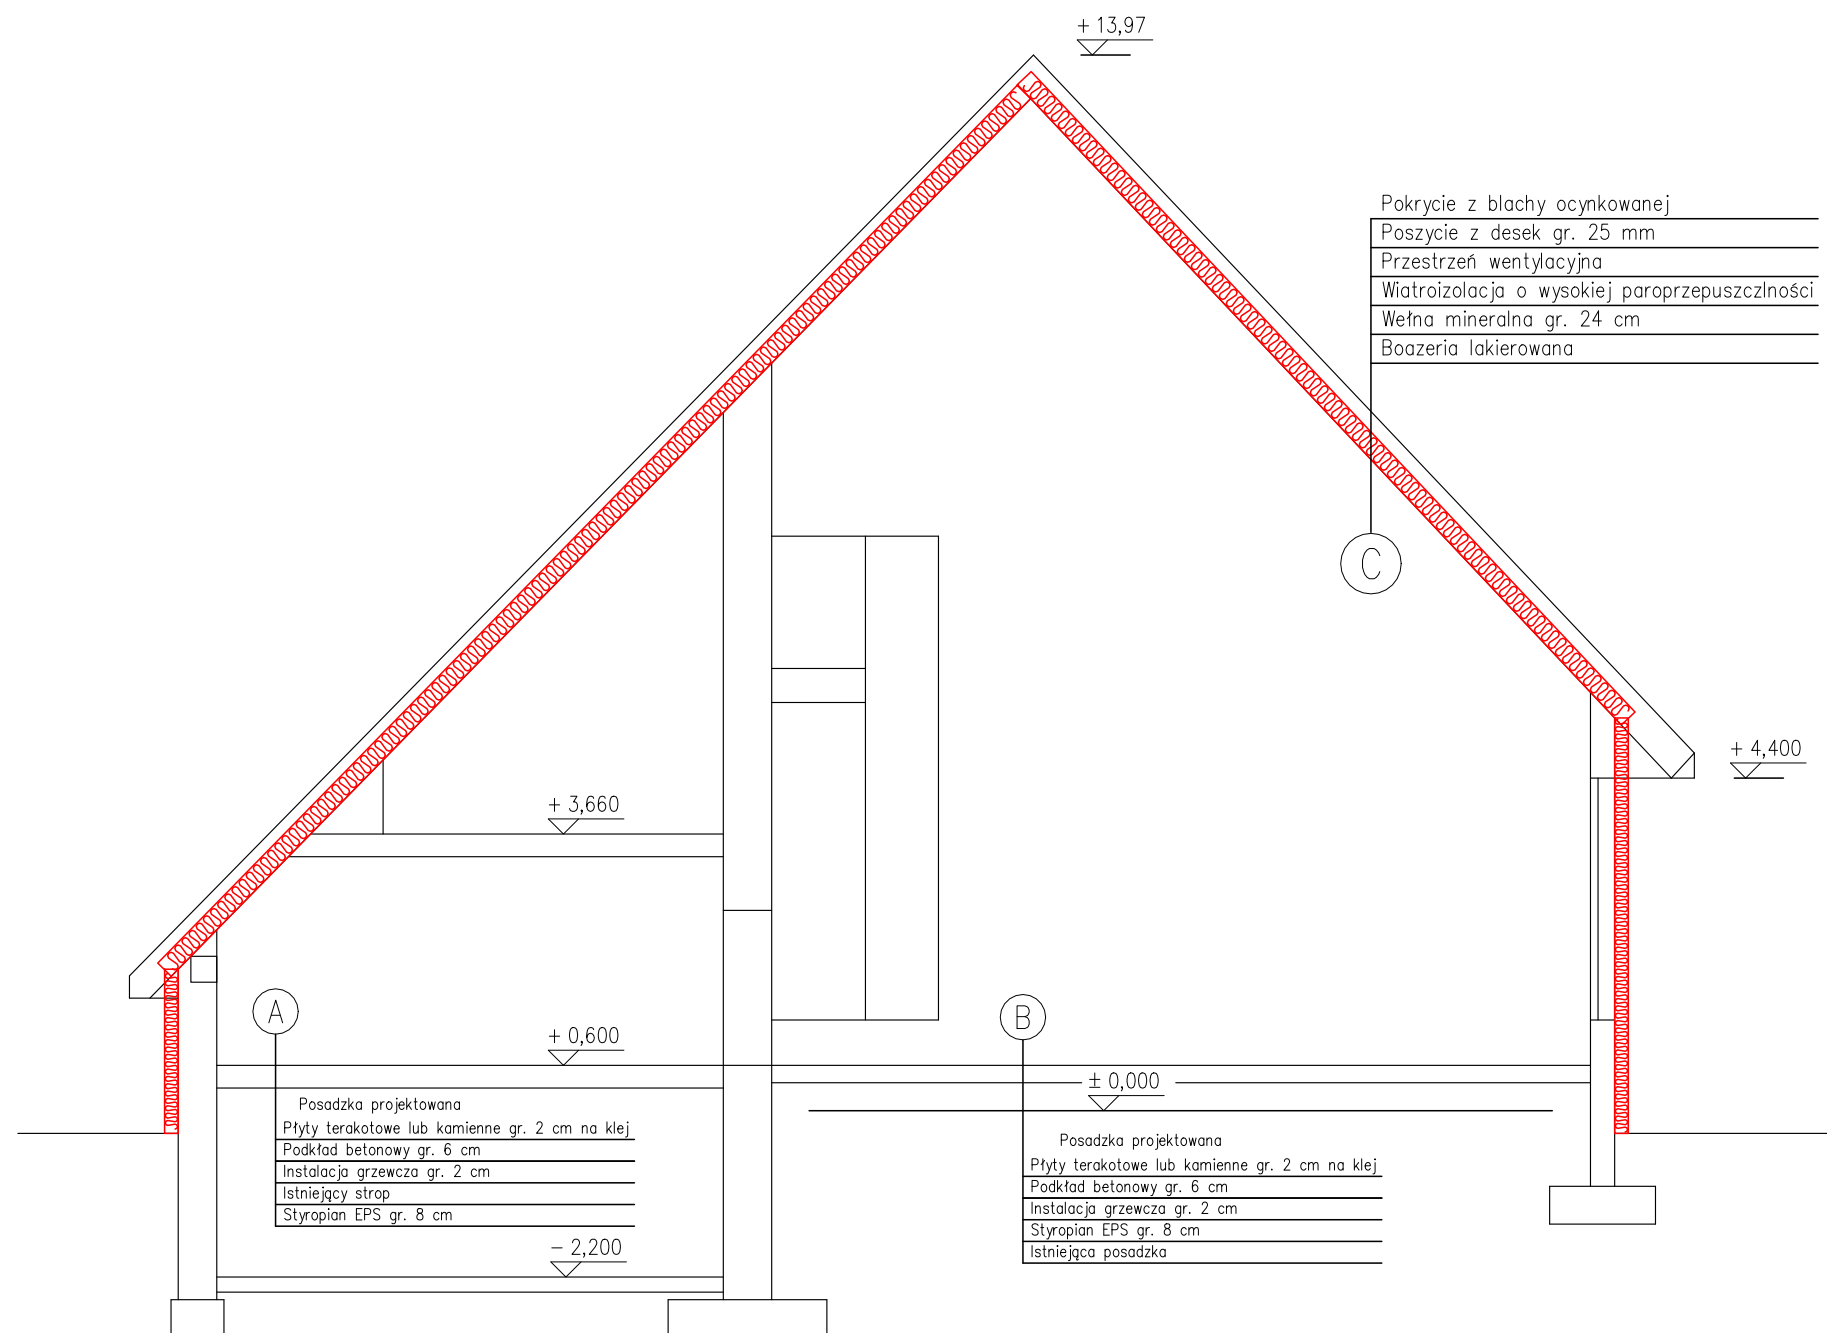 + 13,97
Pokrycie z blachy ocynkowanej
Poszycie z desek gr. 25 mm
Przestrzeń wentylacyjna
Wiatroizolacja o wysokiej paroprzepuszczlności
Wełna mineralna gr. 24 cm
Boazeria lakierowana
C
+ 4,400
+ 3,660
A
B
+ 0,600
± 0,000
Posadzka projektowana
Płyty terakotowe lub kamienne gr. 2 cm na klej
Podkład betonowy gr. 6 cm
Instalacja grzewcza gr. 2 cm
Istniejący strop
Styropian EPS gr. 8 cm
Posadzka projektowana
Płyty terakotowe lub kamienne gr. 2 cm na klej
Podkład betonowy gr. 6 cm
Instalacja grzewcza gr. 2 cm
Styropian EPS gr. 8 cm
Istniejąca posadzka
− 2,200